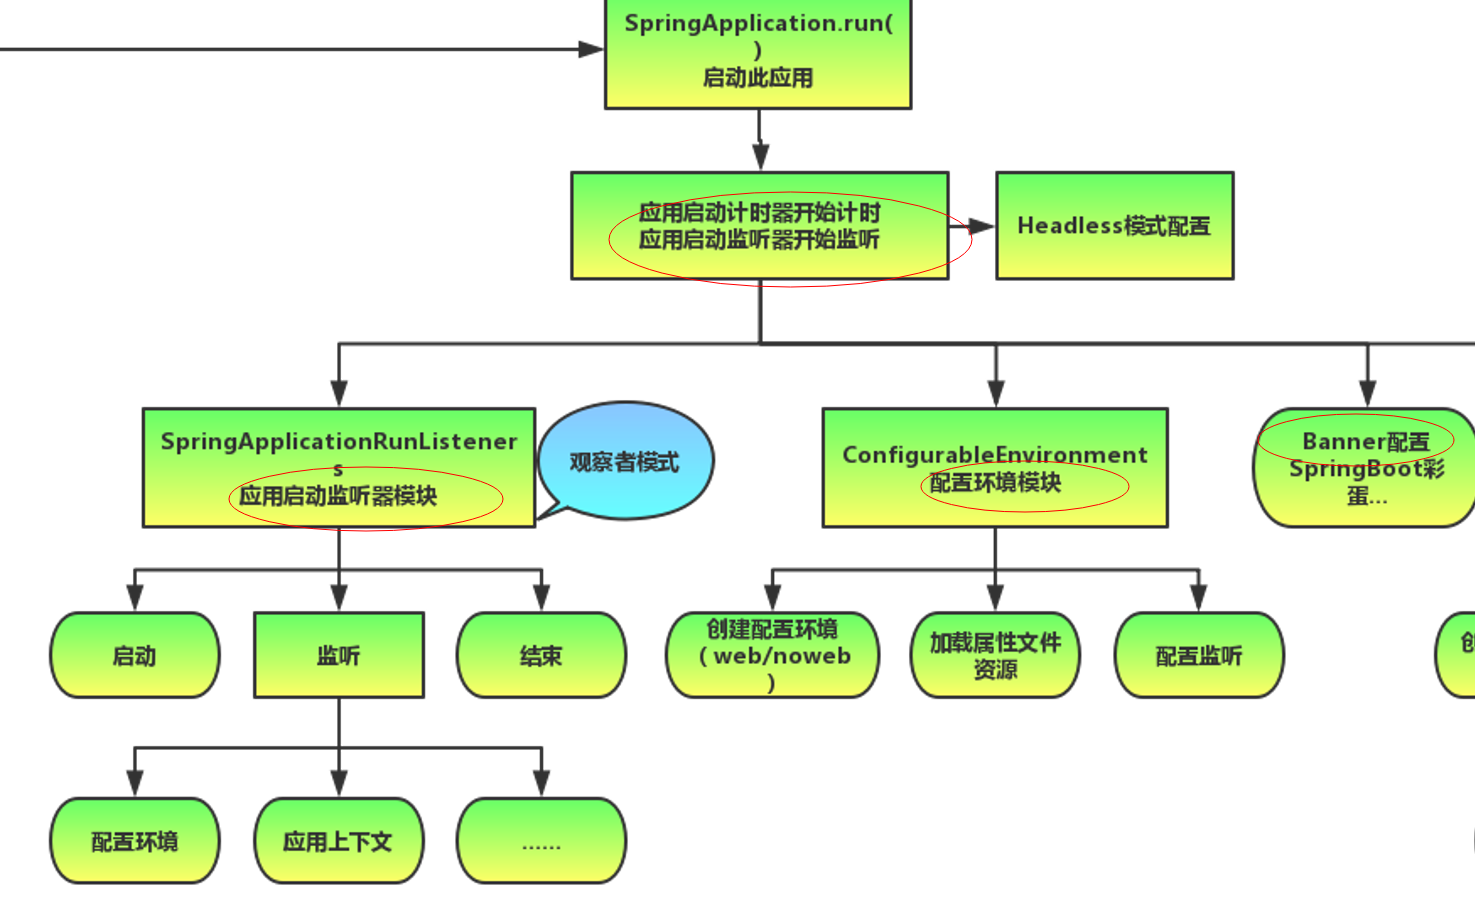 SpringApplication.run(
)
启动此应用
应用启动计时器开始计时
应用启动监听器开始监听
Headless模式配置
SpringApplicationRunListener
s
应用启动监听器模块
观察者模式
ConfigurableEnvironment
配置环境模块
Banner配置
SpringBoot彩
蛋...
启动
监听
结束
创建配置环境
（web/noweb
）
加载属性文件
资源
配置监听
配置环境
应用上下文
......